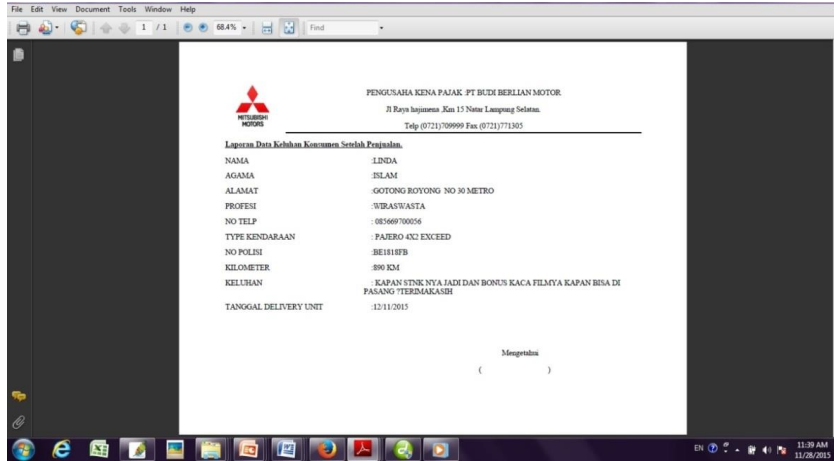 File Edit View Document Tools Window Help
1 / 1 68.4% Find
MITSUBISHI
MOTORS
PENGUSAHA KENA PAJAK :PT BUDI BERLIAN MOTOR
Jl Raya hajimena ,Km 15 Natar Lampung Selatan.
Telp (0721)709999 Fax (0721)771305
Laporan Data Keluhan Konsumen Setelah Penjualan.
NAMA :LINDA
AGAMA :ISLAM
ALAMAT :GOTONG ROYONG NO 30 METRO
PROFESI :WIRASWASTA
NO TELP : 085669700056
TYPE KENDARAAN : PAJERO 4X2 EXCEED
NO POLISI :BE1818FB
KILOMETER :890 KM
KELUHAN : KAPAN STNK NYA JADI DAN BONUS KACA FILMYA KAPAN BISA DI
PASANG ?TERIMAKASIH
TANGGAL DELIVERY UNIT :12/11/2015
Mengetahui
( )
EN 11:39 AM
11/28/2015